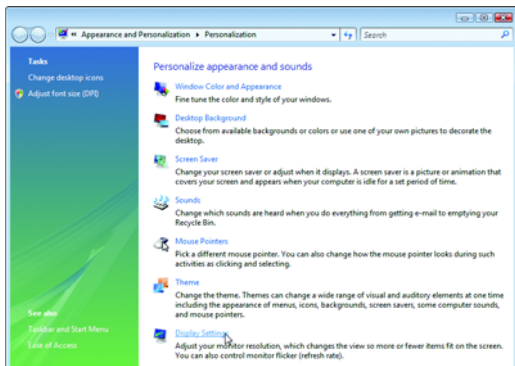 « Appearance and Personalization ▸ Personalization
Search
Tasks
Change desktop icons
Adjust font size (DPI)
Personalize appearance and sounds
Window Color and Appearance
Fine tune the color and style of your windows.
Desktop Background
Choose from available backgrounds or colors or use one of your own pictures to decorate the
desktop.
Screen Saver
Change your screen saver or adjust when it displays. A screen saver is a picture or animation that
covers your screen and appears when your computer is idle for a set period of time.
Sounds
Change which sounds are heard when you do everything from getting e-mail to emptying your
Recycle Bin.
Mouse Pointers
Pick a different mouse pointer. You can also change how the mouse pointer looks during such
activities as clicking and selecting.
Theme
Change the theme. Themes can change a wide range of visual and auditory elements at one time
including the appearance of menus, icons, backgrounds, screen savers, some computer sounds,
and mouse pointers.
Display Settings
Adjust your monitor resolution, which changes the view so more or fewer items fit on the screen.
You can also control monitor flicker (refresh rate).
See also
Taskbar and Start Menu
Ease of Access